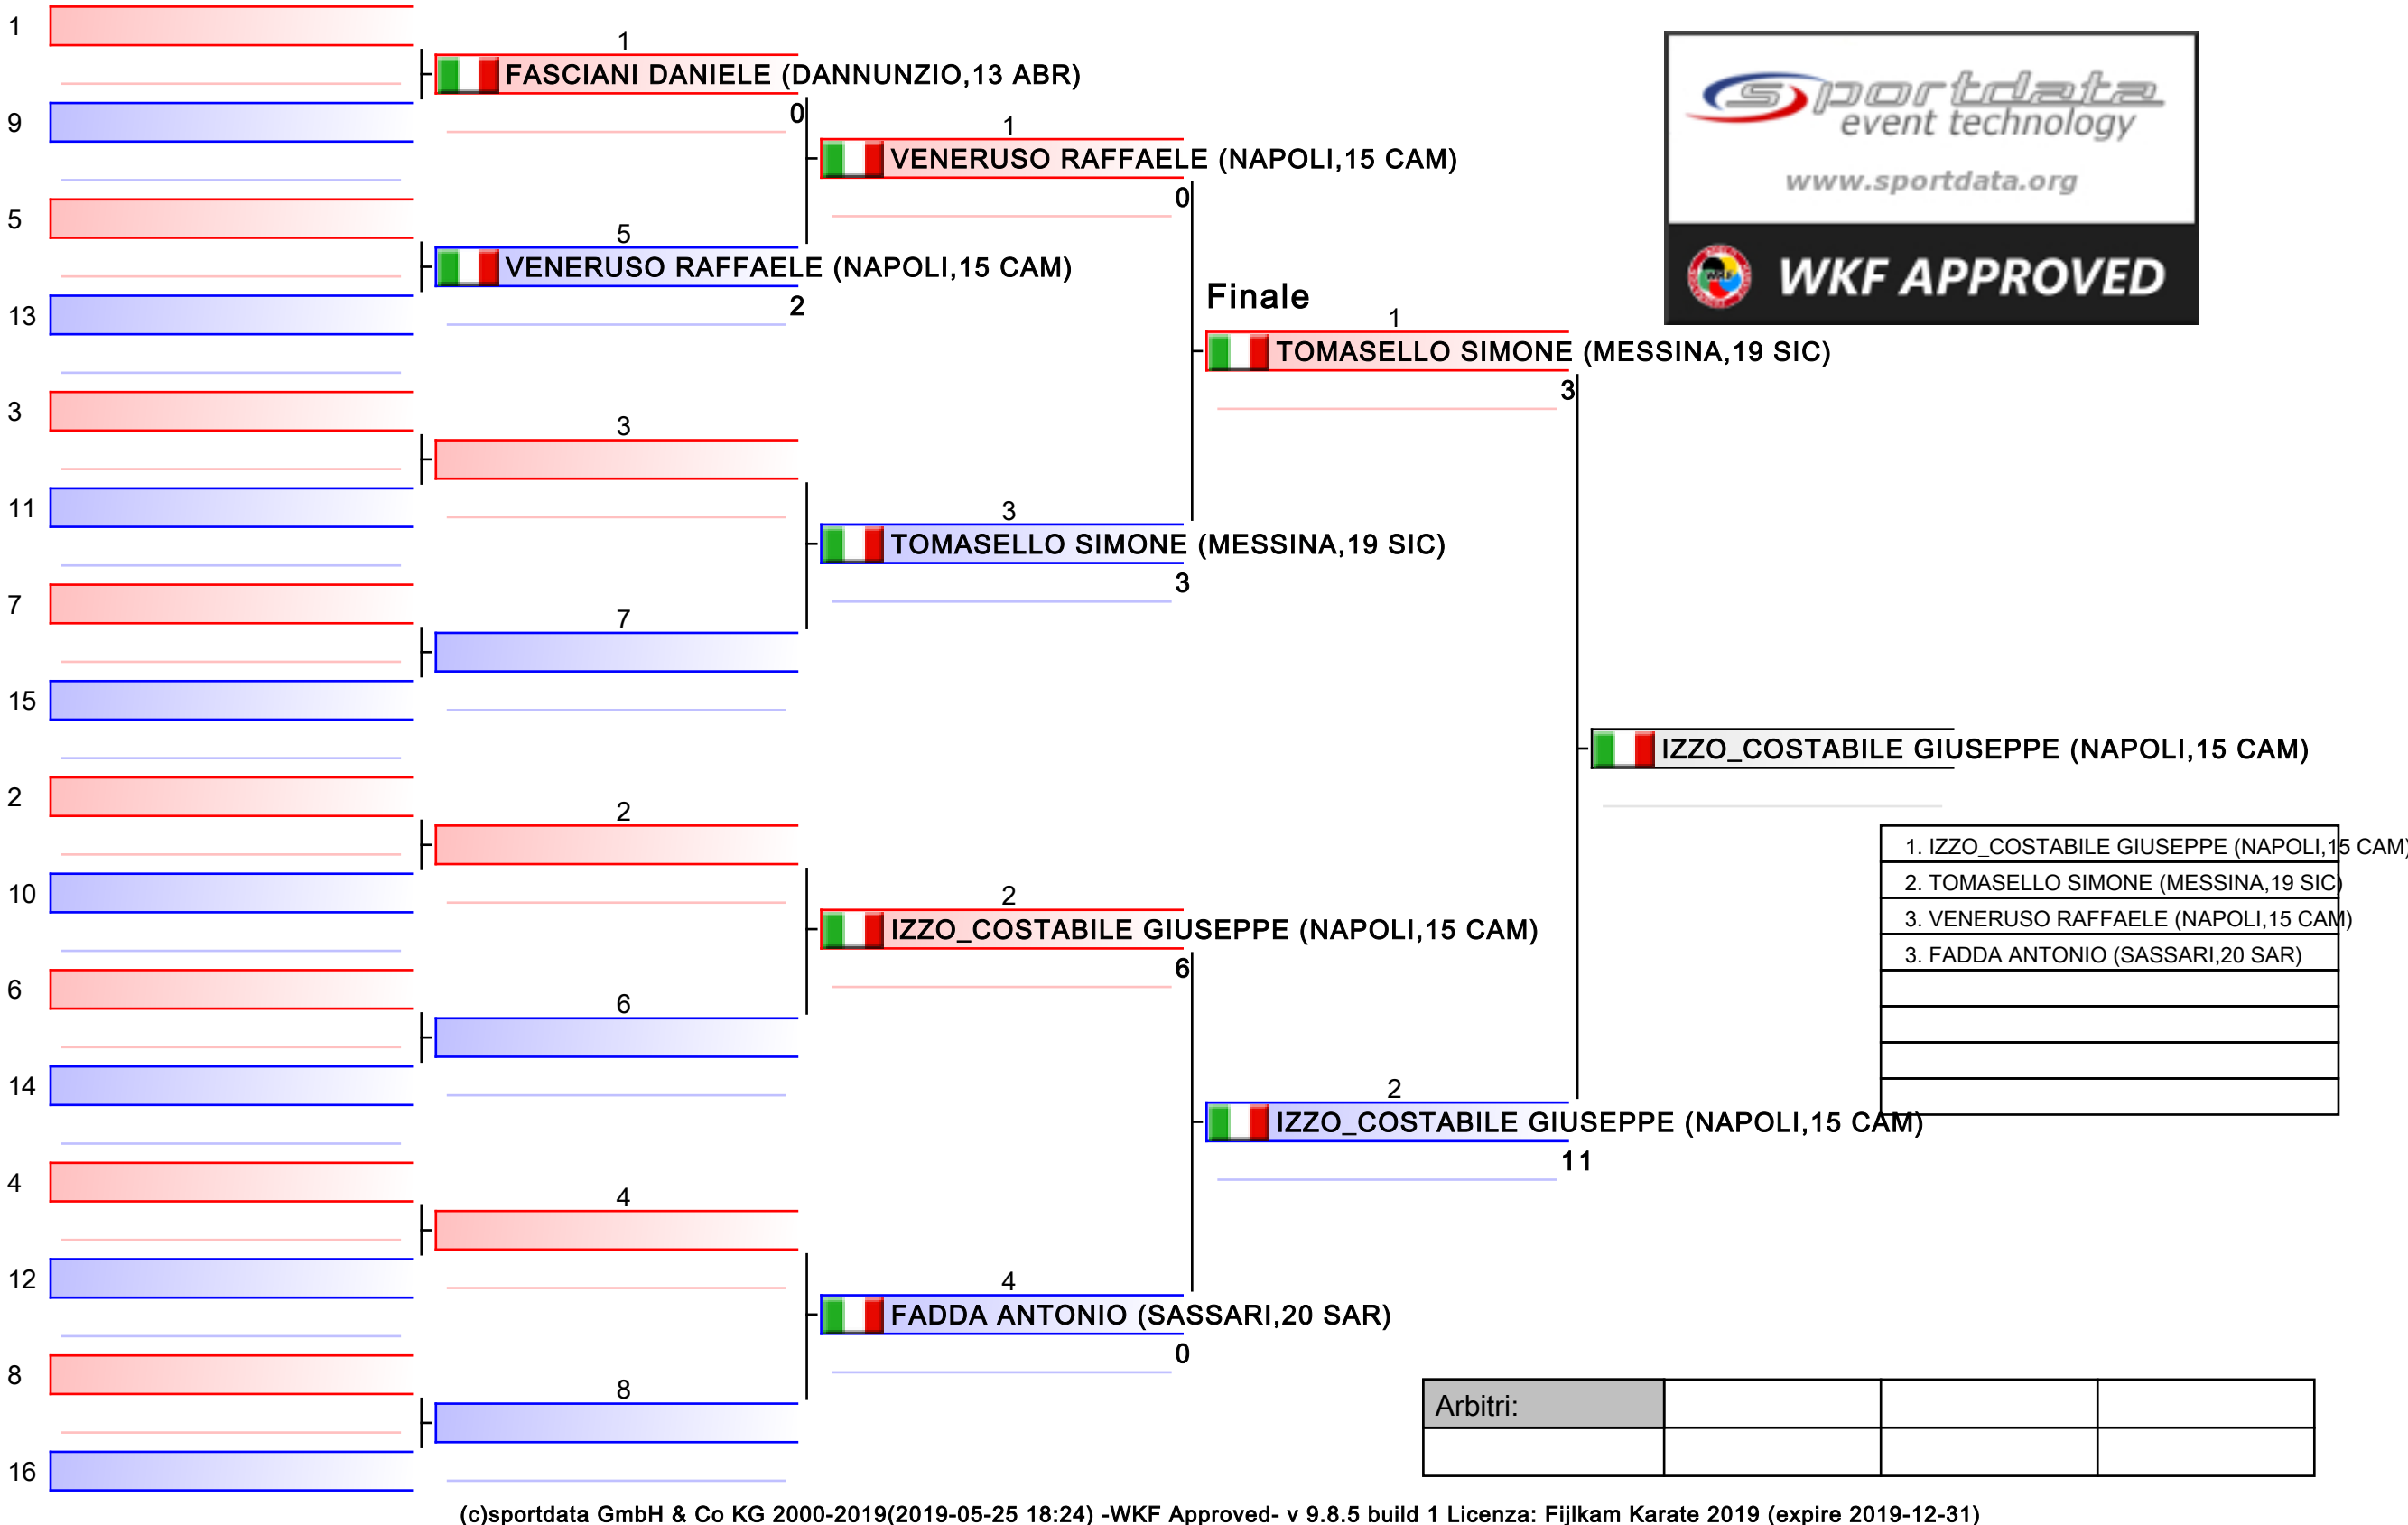 1
9
5
13
3
11
7
15
2
10
6
14
4
12
8
16
1
FASCIANI DANIELE (DANNUNZIO,13 ABR)
0
5
VENERUSO RAFFAELE (NAPOLI,15 CAM)
2
3
7
2
6
4
8
1
VENERUSO RAFFAELE (NAPOLI,15 CAM)
0
3
TOMASELLO SIMONE (MESSINA,19 SIC)
3
2
IZZO_COSTABILE GIUSEPPE (NAPOLI,15 CAM)
6
4
FADDA ANTONIO (SASSARI,20 SAR)
0
Finale
1
TOMASELLO SIMONE (MESSINA,19 SIC)
3
2
IZZO_COSTABILE GIUSEPPE (NAPOLI,15 CAM)
11
IZZO_COSTABILE GIUSEPPE (NAPOLI,15 CAM)
sportdata
event technology
www.sportdata.org
WKF
WKF APPROVED
1. IZZO_COSTABILE GIUSEPPE (NAPOLI,15 CAM)
2. TOMASELLO SIMONE (MESSINA,19 SIC)
3. VENERUSO RAFFAELE (NAPOLI,15 CAM)
3. FADDA ANTONIO (SASSARI,20 SAR)
Arbitri:
(c)sportdata GmbH & Co KG 2000-2019(2019-05-25 18:24) -WKF Approved- v 9.8.5 build 1 Licenza: Fijlkam Karate 2019 (expire 2019-12-31)